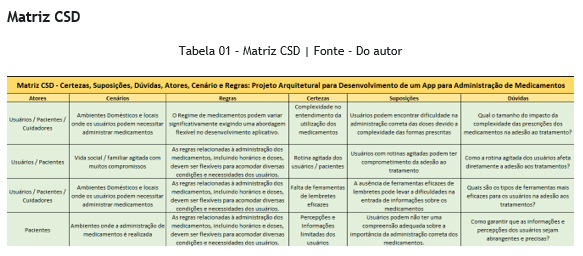 Matriz CSD
Tabela 01 – Matriz CSD | Fonte – Do autor
Matriz CSD - Certezas, Suposições, Dúvidas, Atores, Cenário e Regras: Projeto Arquitetural para Desenvolvimento de um App para Administração de Medicamentos
Atores Cenários Regras Certezas Suposições Dúvidas
Usuários / Pacientes /
Cuidadores
Ambientes Domésticos e locais
onde os usuários podem necessitar
administrar medicamentos
O Regime de medicamentos podem variar
significativamente exigindo uma abordagem
flexível no desenvolvimento aplicativo.
Complexidade no
entendimento da
utilização dos
medicamentos
Usuários podem encontrar dificuldade na
administração correta das doses devido a
complexidade das formas prescritas
Qual o tamanho do impacto da
complexidade das prescrições dos
medicamentos na adesão ao tratamento?
Usuários / Pacientes
Vida social / familiar agitada com
muitos compromissos
As regras relacionadas à administração dos
medicamentos, incluindo horários e doses,
devem ser flexíveis para acomodar diversas
condições e necessidades dos usuários.
Rotina agitada dos
usuários / pacientes
Usuários com rotinas agitadas podem ter
comprometimento da adesão ao
tratamento
Como a rotina agitada dos usuários afeta
diretamente a adesão aos tratamentos?
Usuários / Pacientes /
Cuidadores
Ambientes Domésticos e locais
onde os usuários podem necessitar
administrar medicamentos
As regras relacionadas à administração dos
medicamentos, incluindo horários e doses,
devem ser flexíveis para acomodar diversas
condições e necessidades dos usuários.
Falta de ferramentas
de lembretes
eficazes
A ausência de ferramentas eficazes de
lembretes pode levar a dificuldades na
entrada de informações sobre os
medicamentos
Quais são os tipos de ferramentas mais
eficazes para os usuários na adesão aos
tratamentos?
Pacientes
Ambientes onde a administração de
medicamentos é realizada
As regras relacionadas à administração dos
medicamentos, incluindo horários e doses,
devem ser flexíveis para acomodar diversas
condições e necessidades dos usuários.
Percepções e
Informações
limitadas dos
usuários
Usuários podem não ter uma
compreensão adequada sobre a
importância da administração correta dos
medicamentos.
Como garantir que as informações e
percepções dos usuários sejam
abrangentes e precisas?